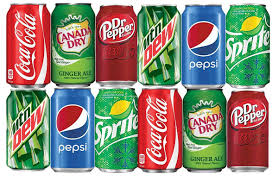 Coca-Cola
CANADA
DRY
GINGER ALE
Dr Pepper
mtn
DEW
pepsi
Sprite
mtn
DEW
pepsi
Sprite
Coca-Cola
CANADA
DRY
GINGER ALE
Dr Pepper